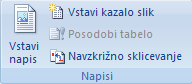 Vstavi
napis
Vstavi kazalo slik
Posodobi tabelo
Navzkrižno sklicevanje
Napisi